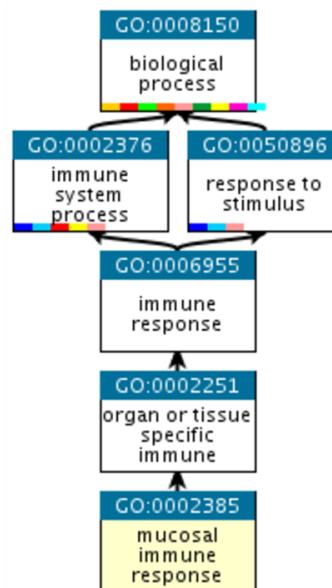 GO:0008150
biological
process
GO:0002376
immune
system
process
GO:0050896
response to
stimulus
GO:0006955
immune
response
GO:0002251
organ or tissue
specific
immune
GO:0002385
mucosal
immune
response